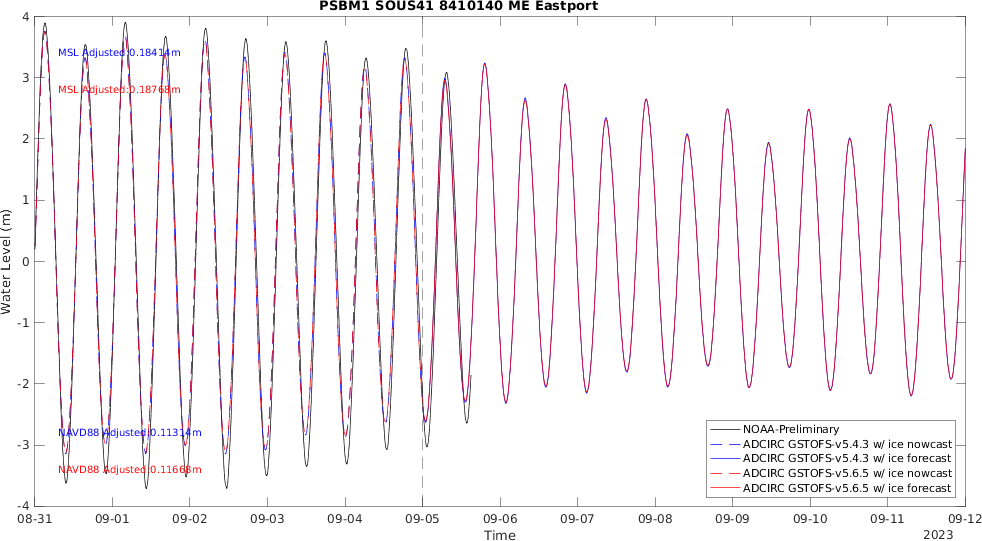 PSBM1 SOUS41 8410140 ME Eastport
4
3
2
1
0
-1
-2
-3
-4
Water Level (m)
MSL Adjusted:0.18414m
MSL Adjusted:0.18768m
NAVD88 Adjusted:0.11314m
NAVD88 Adjusted:0.11668m
NOAA-Preliminary
ADCIRC GSTOFS-v5.4.3 w/ ice nowcast
ADCIRC GSTOFS-v5.4.3 w/ ice forecast
ADCIRC GSTOFS-v5.6.5 w/ ice nowcast
ADCIRC GSTOFS-v5.6.5 w/ ice forecast
08-31 09-01 09-02 09-03 09-04 09-05 09-06 09-07 09-08 09-09 09-10 09-11 09-12
Time
2023